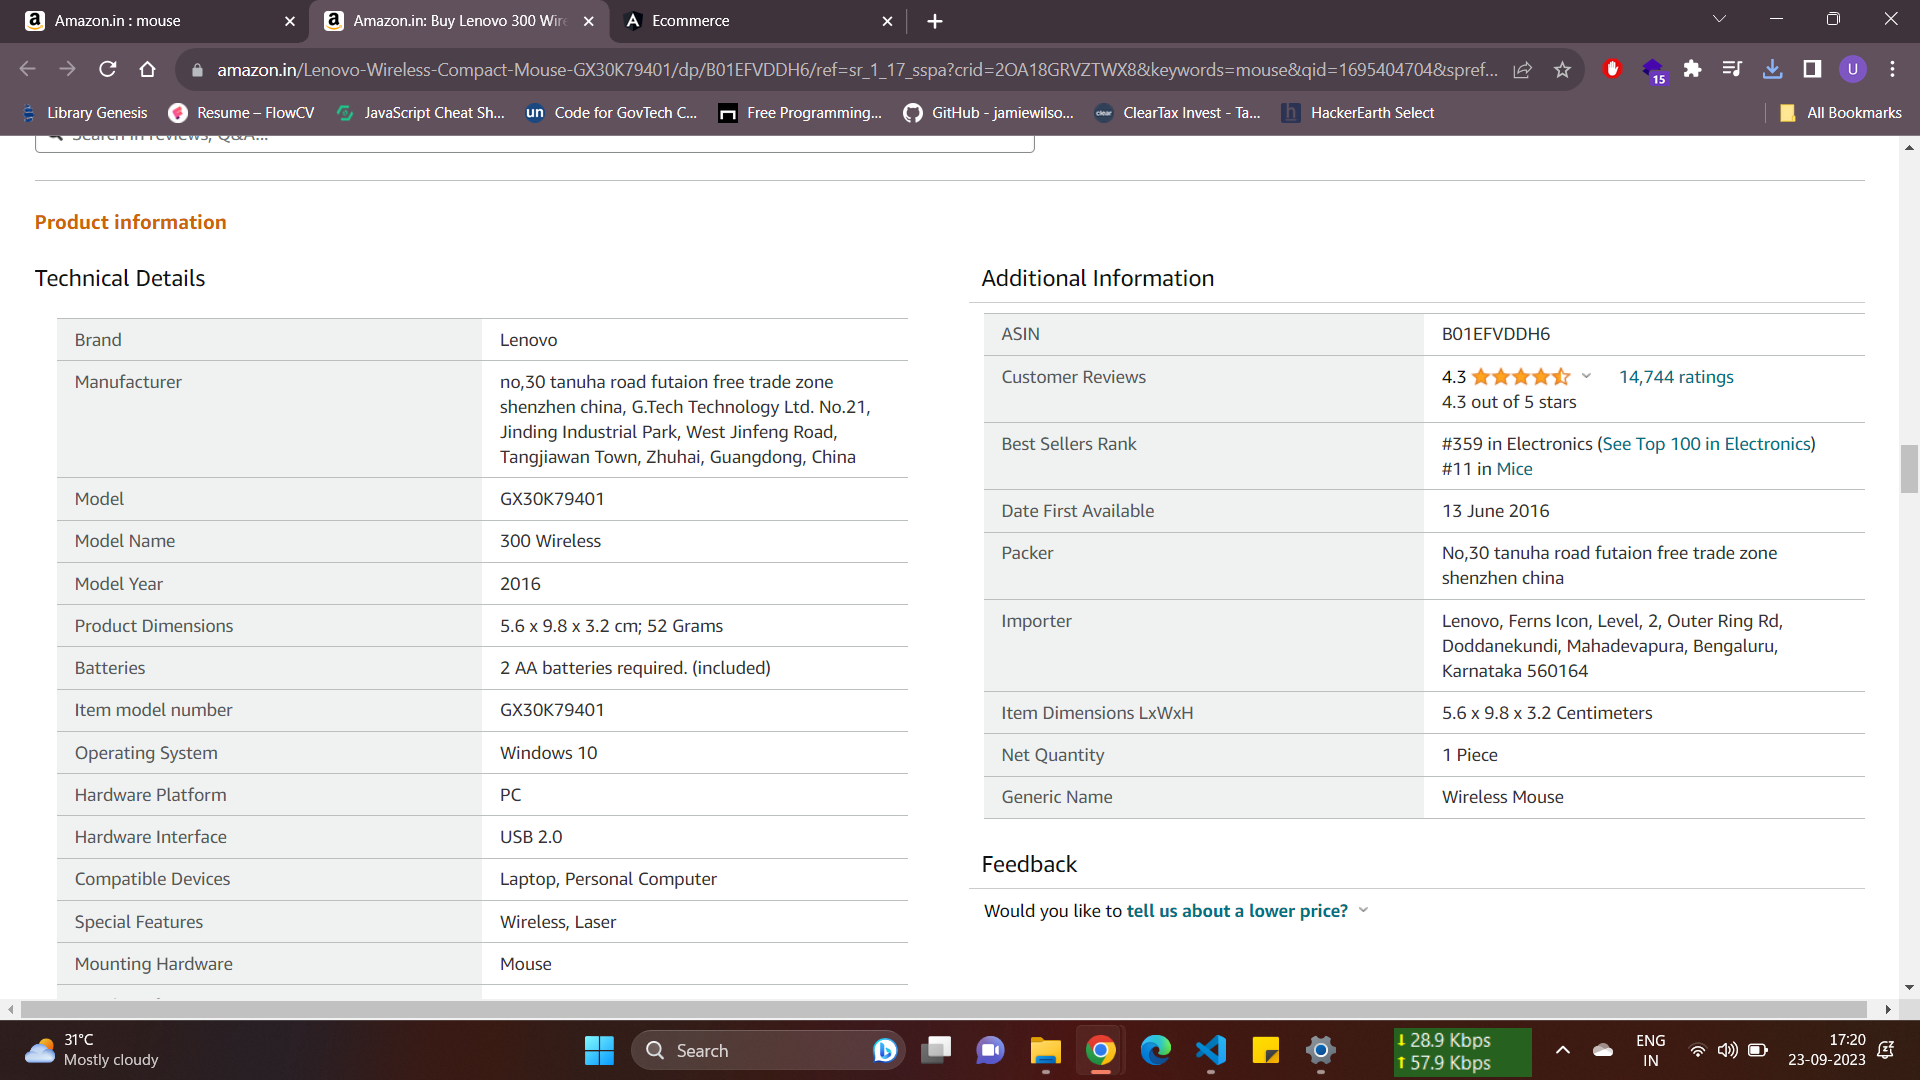 Amazon.in : mouse
Amazon.in: Buy Lenovo 300 Wire
Ecommerce
amazon.in/Lenovo-Wireless-Compact-Mouse-GX30K79401/dp/B01EFVDDH6/ref=sr_1_17_sspa?crid=2OA18GRVZTWX8&keywords=mouse&qid=1695404704&spref...
15
U
Library Genesis
Resume – FlowCV
JavaScript Cheat Sh...
un
Code for GovTech C...
Free Programming...
GitHub - jamiewilso...
clear
ClearTax Invest - Ta...
h
HackerEarth Select
All Bookmarks
Search in reviews, Q&A...
Product information
Technical Details
Brand
Lenovo
Manufacturer
no,30 tanuha road futaion free trade zone
shenzhen china, G.Tech Technology Ltd. No.21,
Jinding Industrial Park, West Jinfeng Road,
Tangjiawan Town, Zhuhai, Guangdong, China
Model
GX30K79401
Model Name
300 Wireless
Model Year
2016
Product Dimensions
5.6 x 9.8 x 3.2 cm; 52 Grams
Batteries
2 AA batteries required. (included)
Item model number
GX30K79401
Operating System
Windows 10
Hardware Platform
PC
Hardware Interface
USB 2.0
Compatible Devices
Laptop, Personal Computer
Special Features
Wireless, Laser
Mounting Hardware
Mouse
Additional Information
ASIN
B01EFVDDH6
Customer Reviews
4.3
14,744 ratings
4.3 out of 5 stars
Best Sellers Rank
#359 in Electronics (See Top 100 in Electronics)
#11 in Mice
Date First Available
13 June 2016
Packer
No,30 tanuha road futaion free trade zone
shenzhen china
Importer
Lenovo, Ferns Icon, Level, 2, Outer Ring Rd,
Doddanekundi, Mahadevapura, Bengaluru,
Karnataka 560164
Item Dimensions LxWxH
5.6 x 9.8 x 3.2 Centimeters
Net Quantity
1 Piece
Generic Name
Wireless Mouse
Feedback
Would you like to tell us about a lower price?
31°C
Mostly cloudy
Search
28.9 Kbps
57.9 Kbps
ENG
IN
17:20
23-09-2023